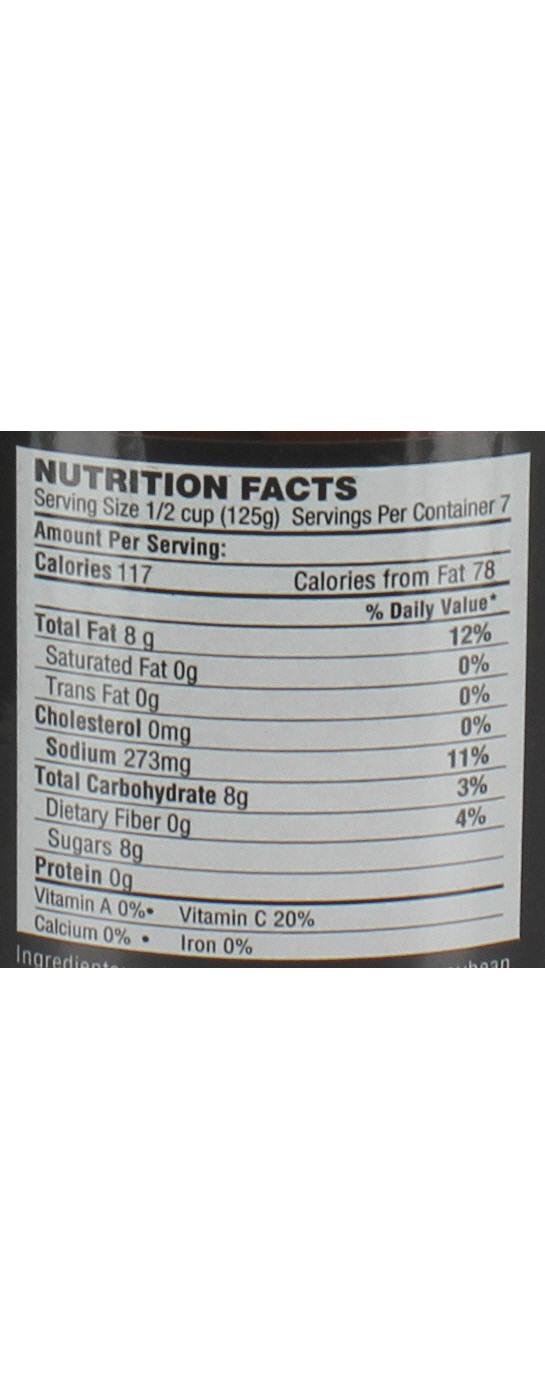 NUTRITION FACTS
Serving Size 1/2 cup (125g) Servings Per Container 7
Amount Per Serving:
Calories 117 Calories from Fat 78
% Daily Value*
Total Fat 8 g 12%
Saturated Fat 0g 0%
Trans Fat 0g 0%
Cholesterol 0mg 0%
Sodium 273mg 11%
Total Carbohydrate 8g 3%
Dietary Fiber 0g 4%
Sugars 8g
Protein 0g
Vitamin A 0%• Vitamin C 20%
Calcium 0% • Iron 0%